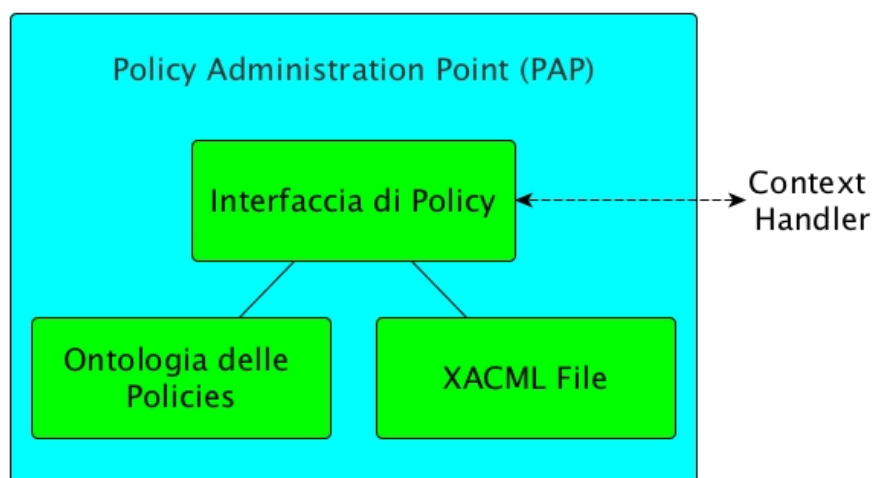 Policy Administration Point (PAP)
Interfaccia di Policy
Context
Handler
Ontologia delle
Policies
XACML File